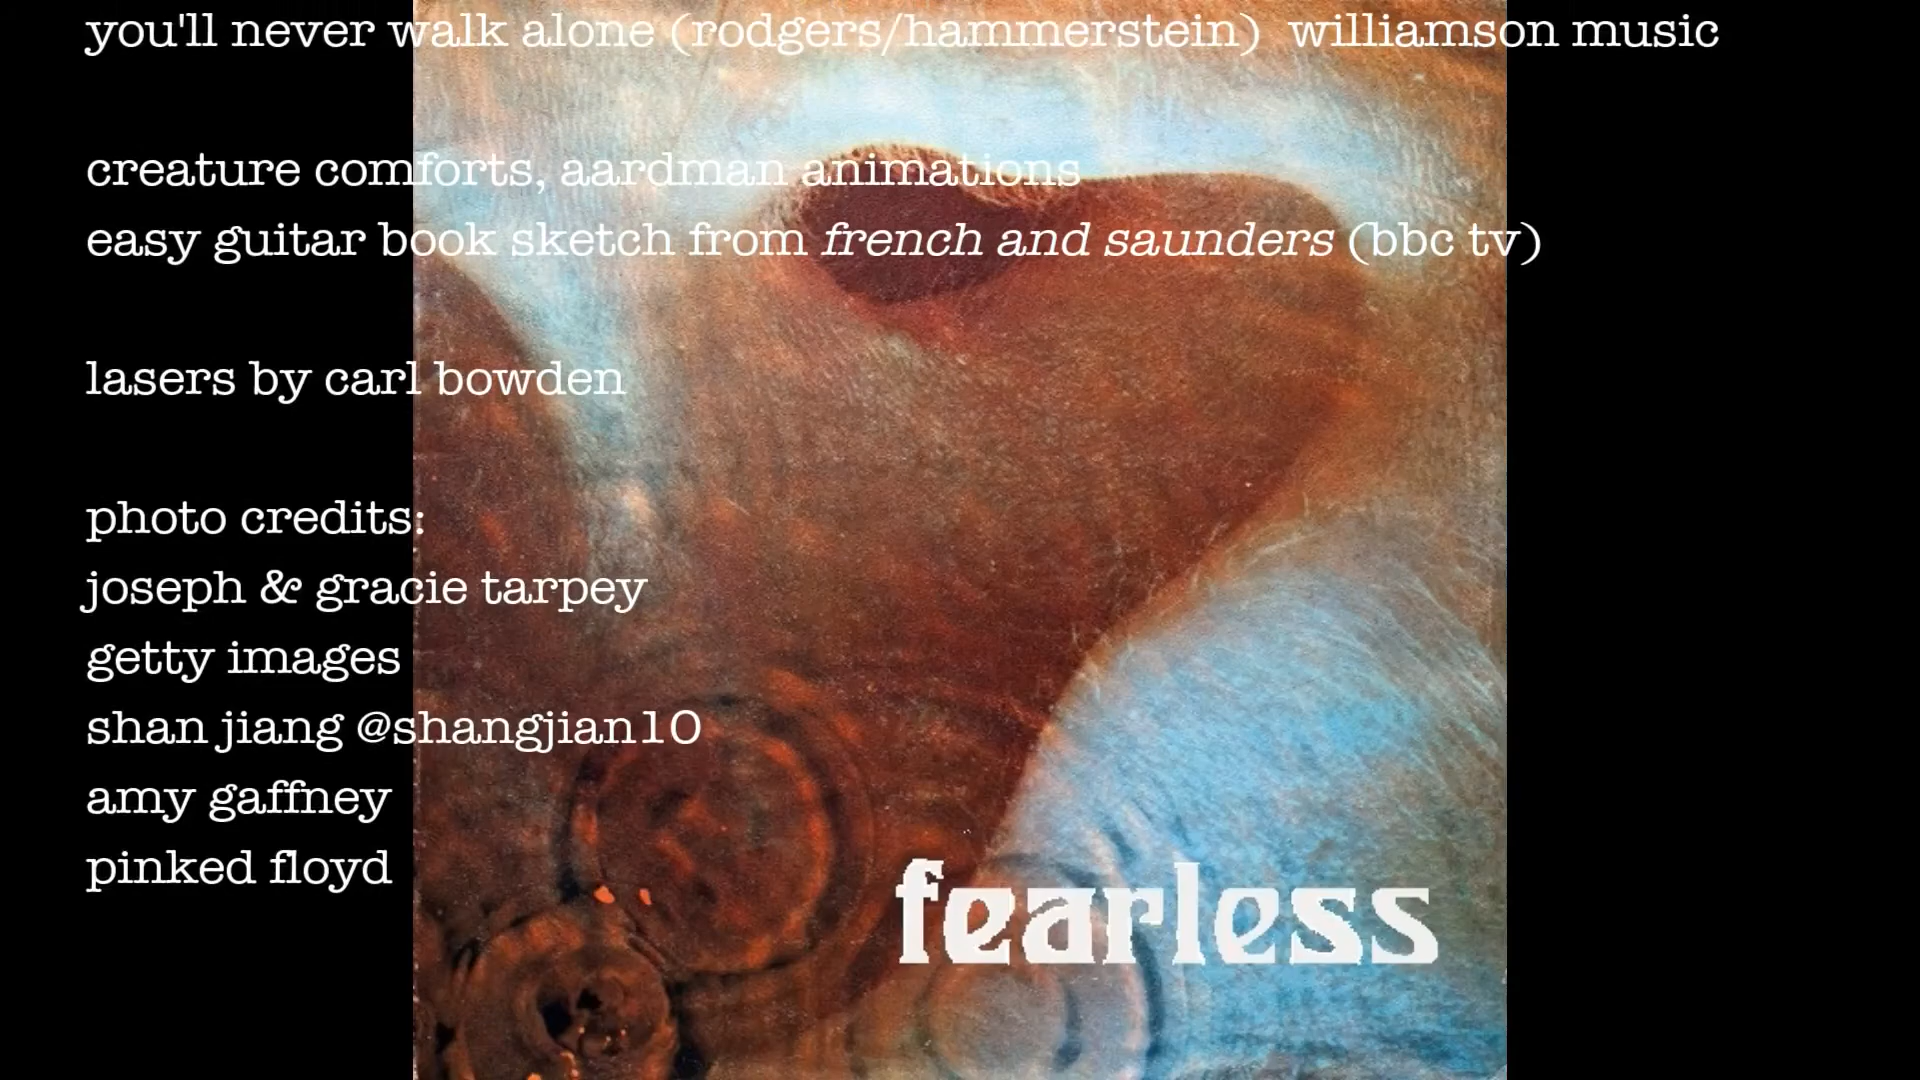 you'll never walk alone (rodgers/hammerstein) williamson music
creature comforts, aardman animations
easy guitar book sketch from french and saunders (bbc tv)
lasers by carl bowden
photo credits:
joseph & gracie tarpey
getty images
shan jiang @shangjian10
amy gaffney
pinked floyd
fearless